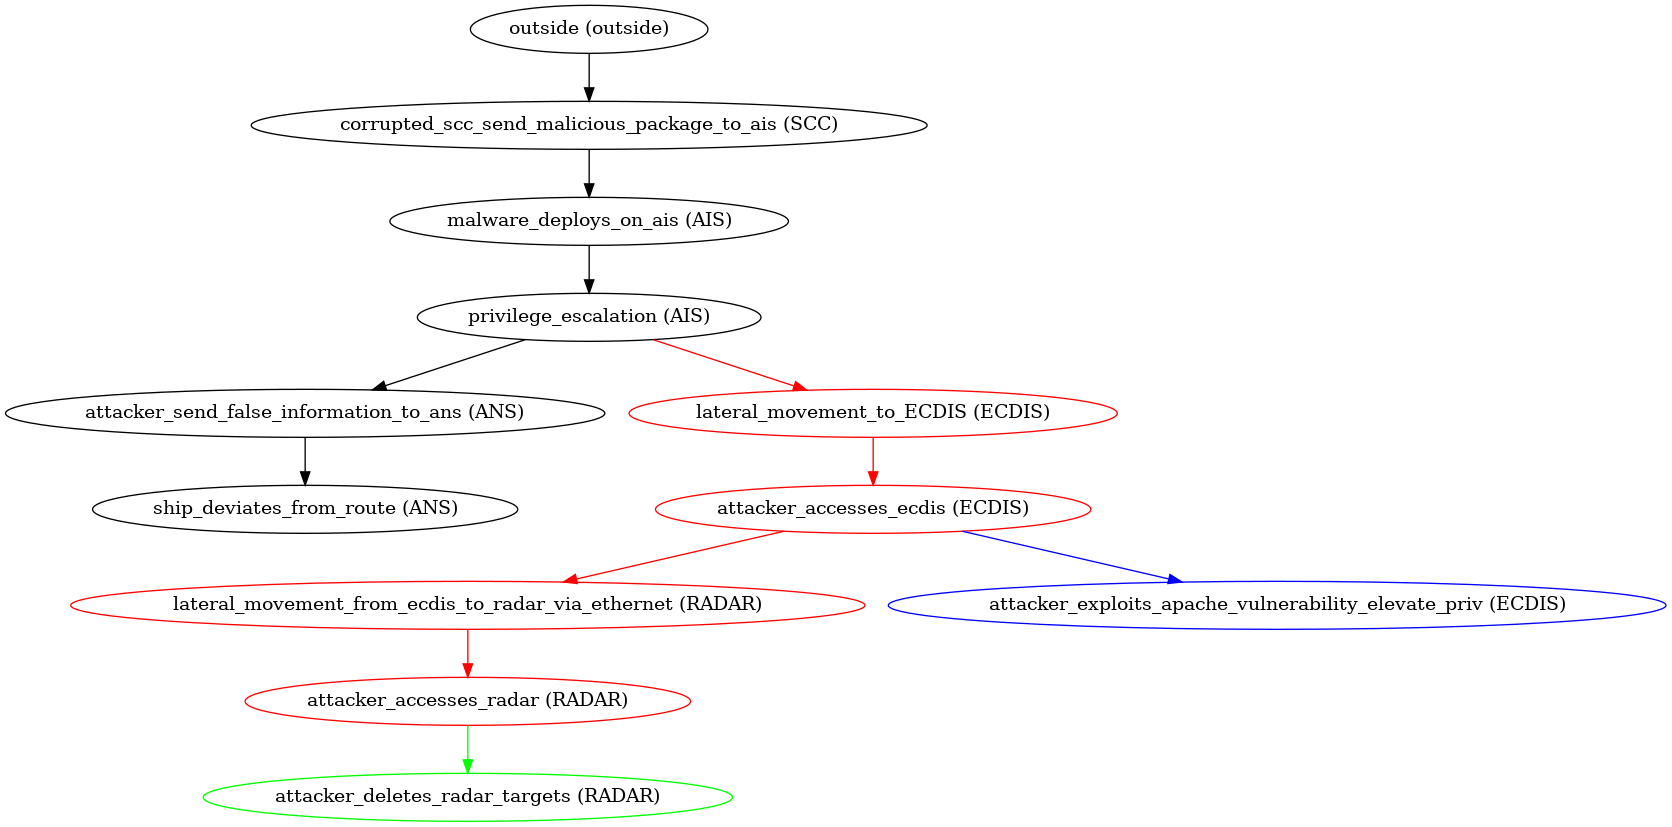 outside (outside)
corrupted_scc_send_malicious_package_to_ais (SCC)
malware_deploys_on_ais (AIS)
privilege_escalation (AIS)
attacker_send_false_information_to_ans (ANS)
lateral_movement_to_ECDIS (ECDIS)
ship_deviates_from_route (ANS)
attacker_accesses_ecdis (ECDIS)
lateral_movement_from_ecdis_to_radar_via_ethernet (RADAR)
attacker_exploits_apache_vulnerability_elevate_priv (ECDIS)
attacker_accesses_radar (RADAR)
attacker_deletes_radar_targets (RADAR)